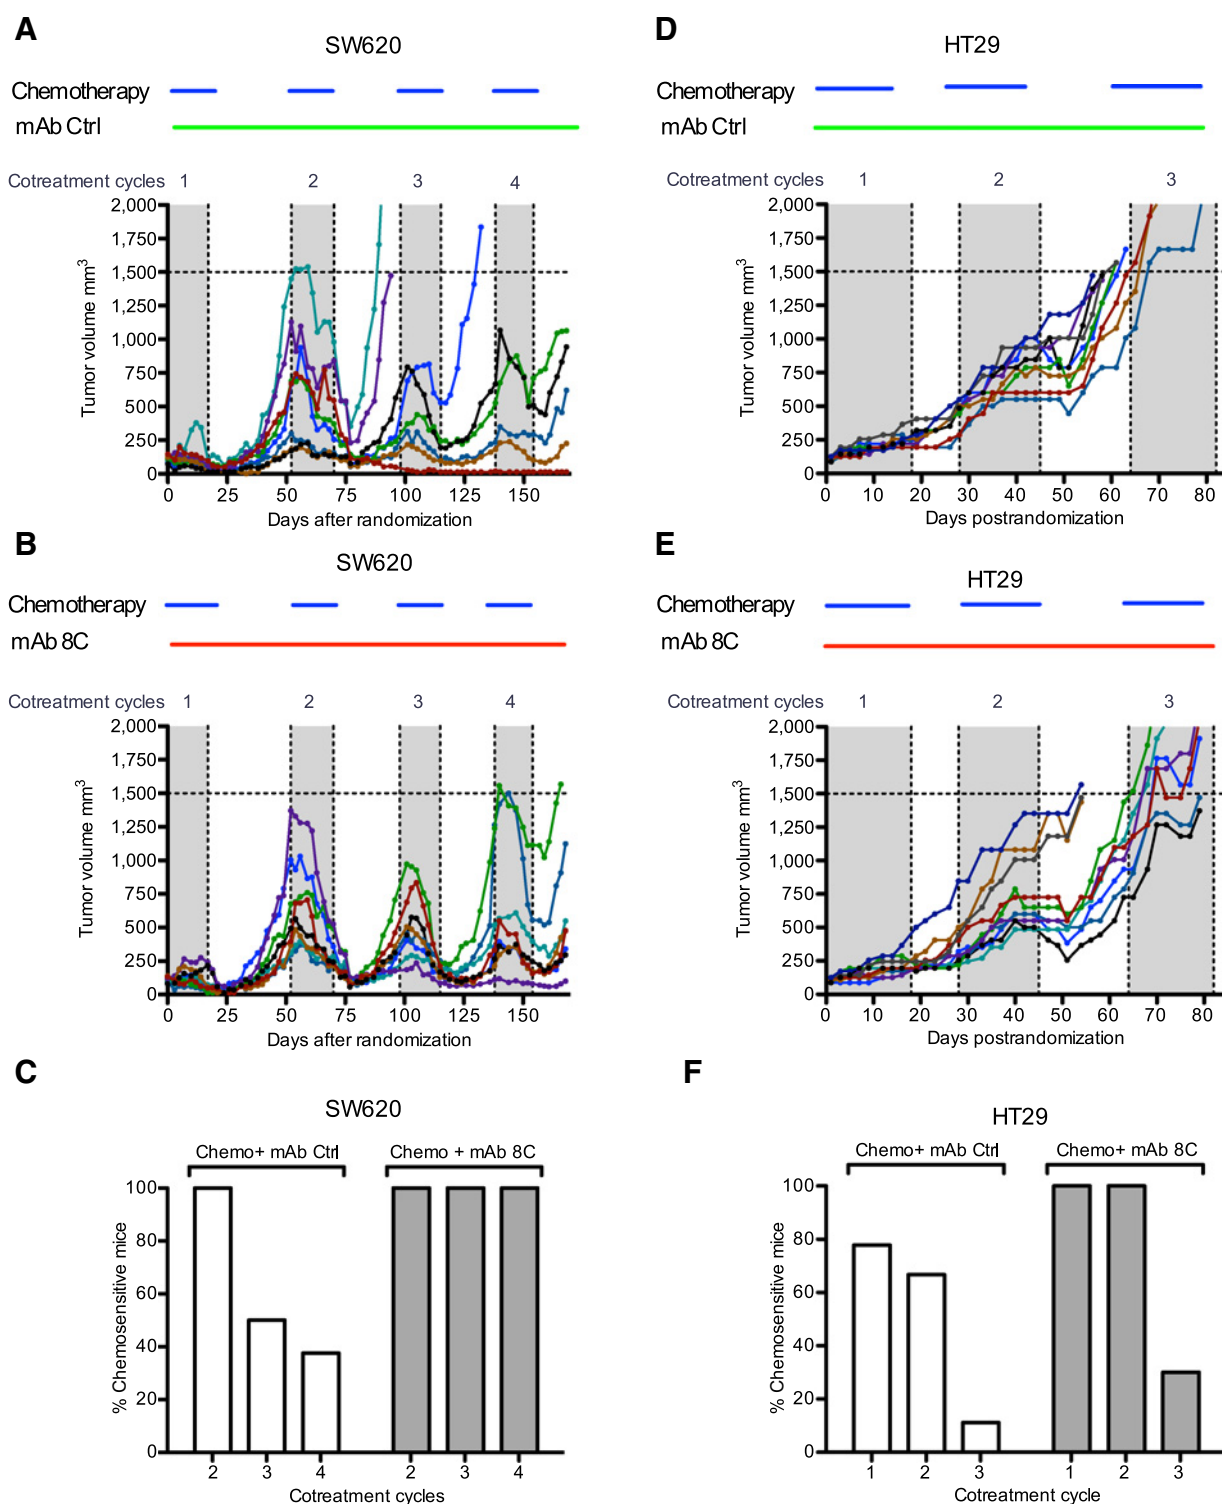 A
SW620
Chemotherapy
mAb Ctrl
Cotreatment cycles 1 2 3 4
2,000
1,750
1,500
1,250
1,000
750
500
250
0
Tumor volume mm3
0 25 50 75 100 125 150
Days after randomization
B
SW620
Chemotherapy
mAb 8C
Cotreatment cycles 1 2 3 4
2,000
1,750
1,500
1,250
1,000
750
500
250
0
Tumor volume mm3
0 25 50 75 100 125 150
Days after randomization
C
SW620
Chemo+ mAb Ctrl Chemo + mAb 8C
100
80
60
40
20
0
% Chemosensitive mice
2 3 4 2 3 4
Cotreatment cycles
D
HT29
Chemotherapy
mAb Ctrl
Cotreatment cycles 1 2 3
2,000
1,750
1,500
1,250
1,000
750
500
250
0
Tumor volume mm3
0 10 20 30 40 50 60 70 80
Days postrandomization
E
HT29
Chemotherapy
mAb 8C
Cotreatment cycles 1 2 3
2,000
1,750
1,500
1,250
1,000
750
500
250
0
Tumor volume mm3
0 10 20 30 40 50 60 70 80
Days postrandomization
F
HT29
Chemo+ mAb Ctrl Chemo+ mAb 8C
100
80
60
40
20
0
% Chemosensitive mice
1 2 3 1 2 3
Cotreatment cycle